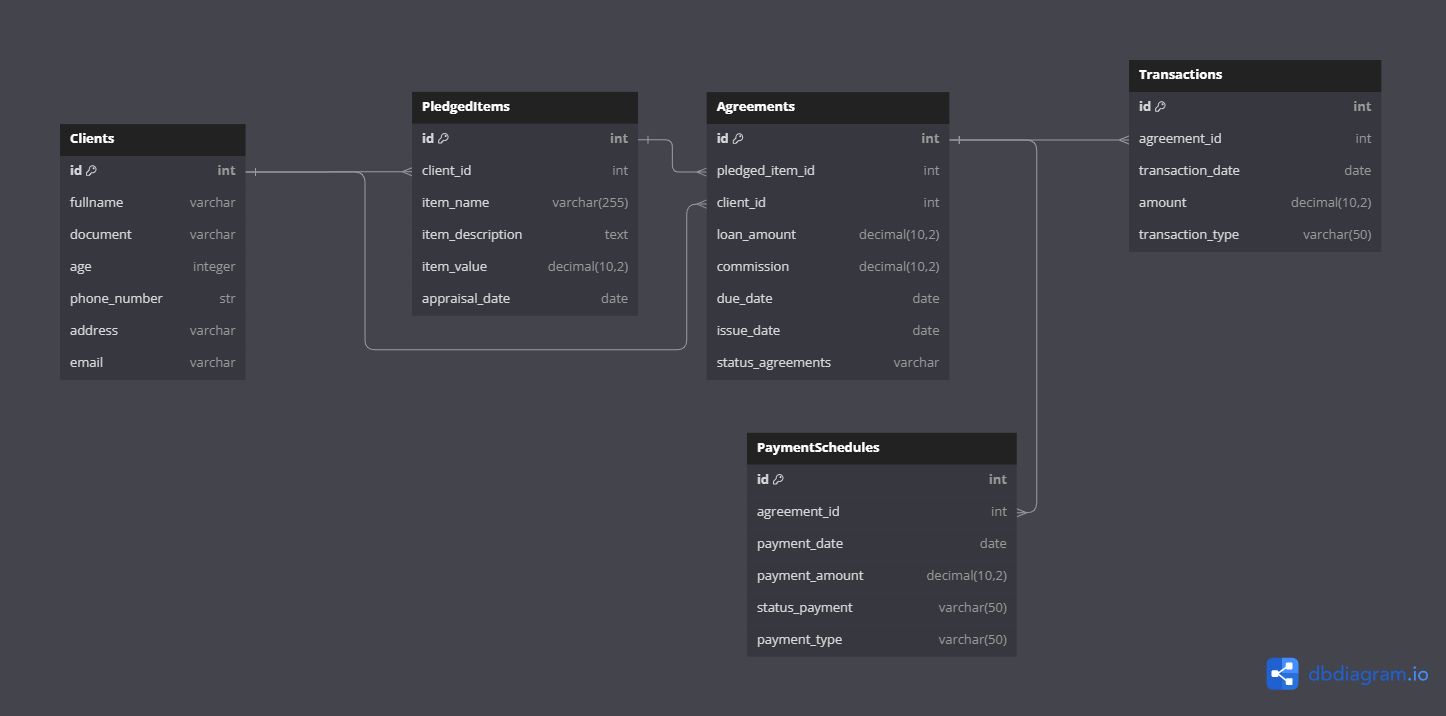 Clients
id int
fullname varchar
document varchar
age integer
phone_number str
address varchar
email varchar
PledgedItems
id int
client_id int
item_name varchar(255)
item_description text
item_value decimal(10,2)
appraisal_date date
Agreements
id int
pledged_item_id int
client_id int
loan_amount decimal(10,2)
commission decimal(10,2)
due_date date
issue_date date
status_agreements varchar
Transactions
id int
agreement_id int
transaction_date date
amount decimal(10,2)
transaction_type varchar(50)
PaymentSchedules
id int
agreement_id int
payment_date date
payment_amount decimal(10,2)
status_payment varchar(50)
payment_type varchar(50)
dbdiagram.io